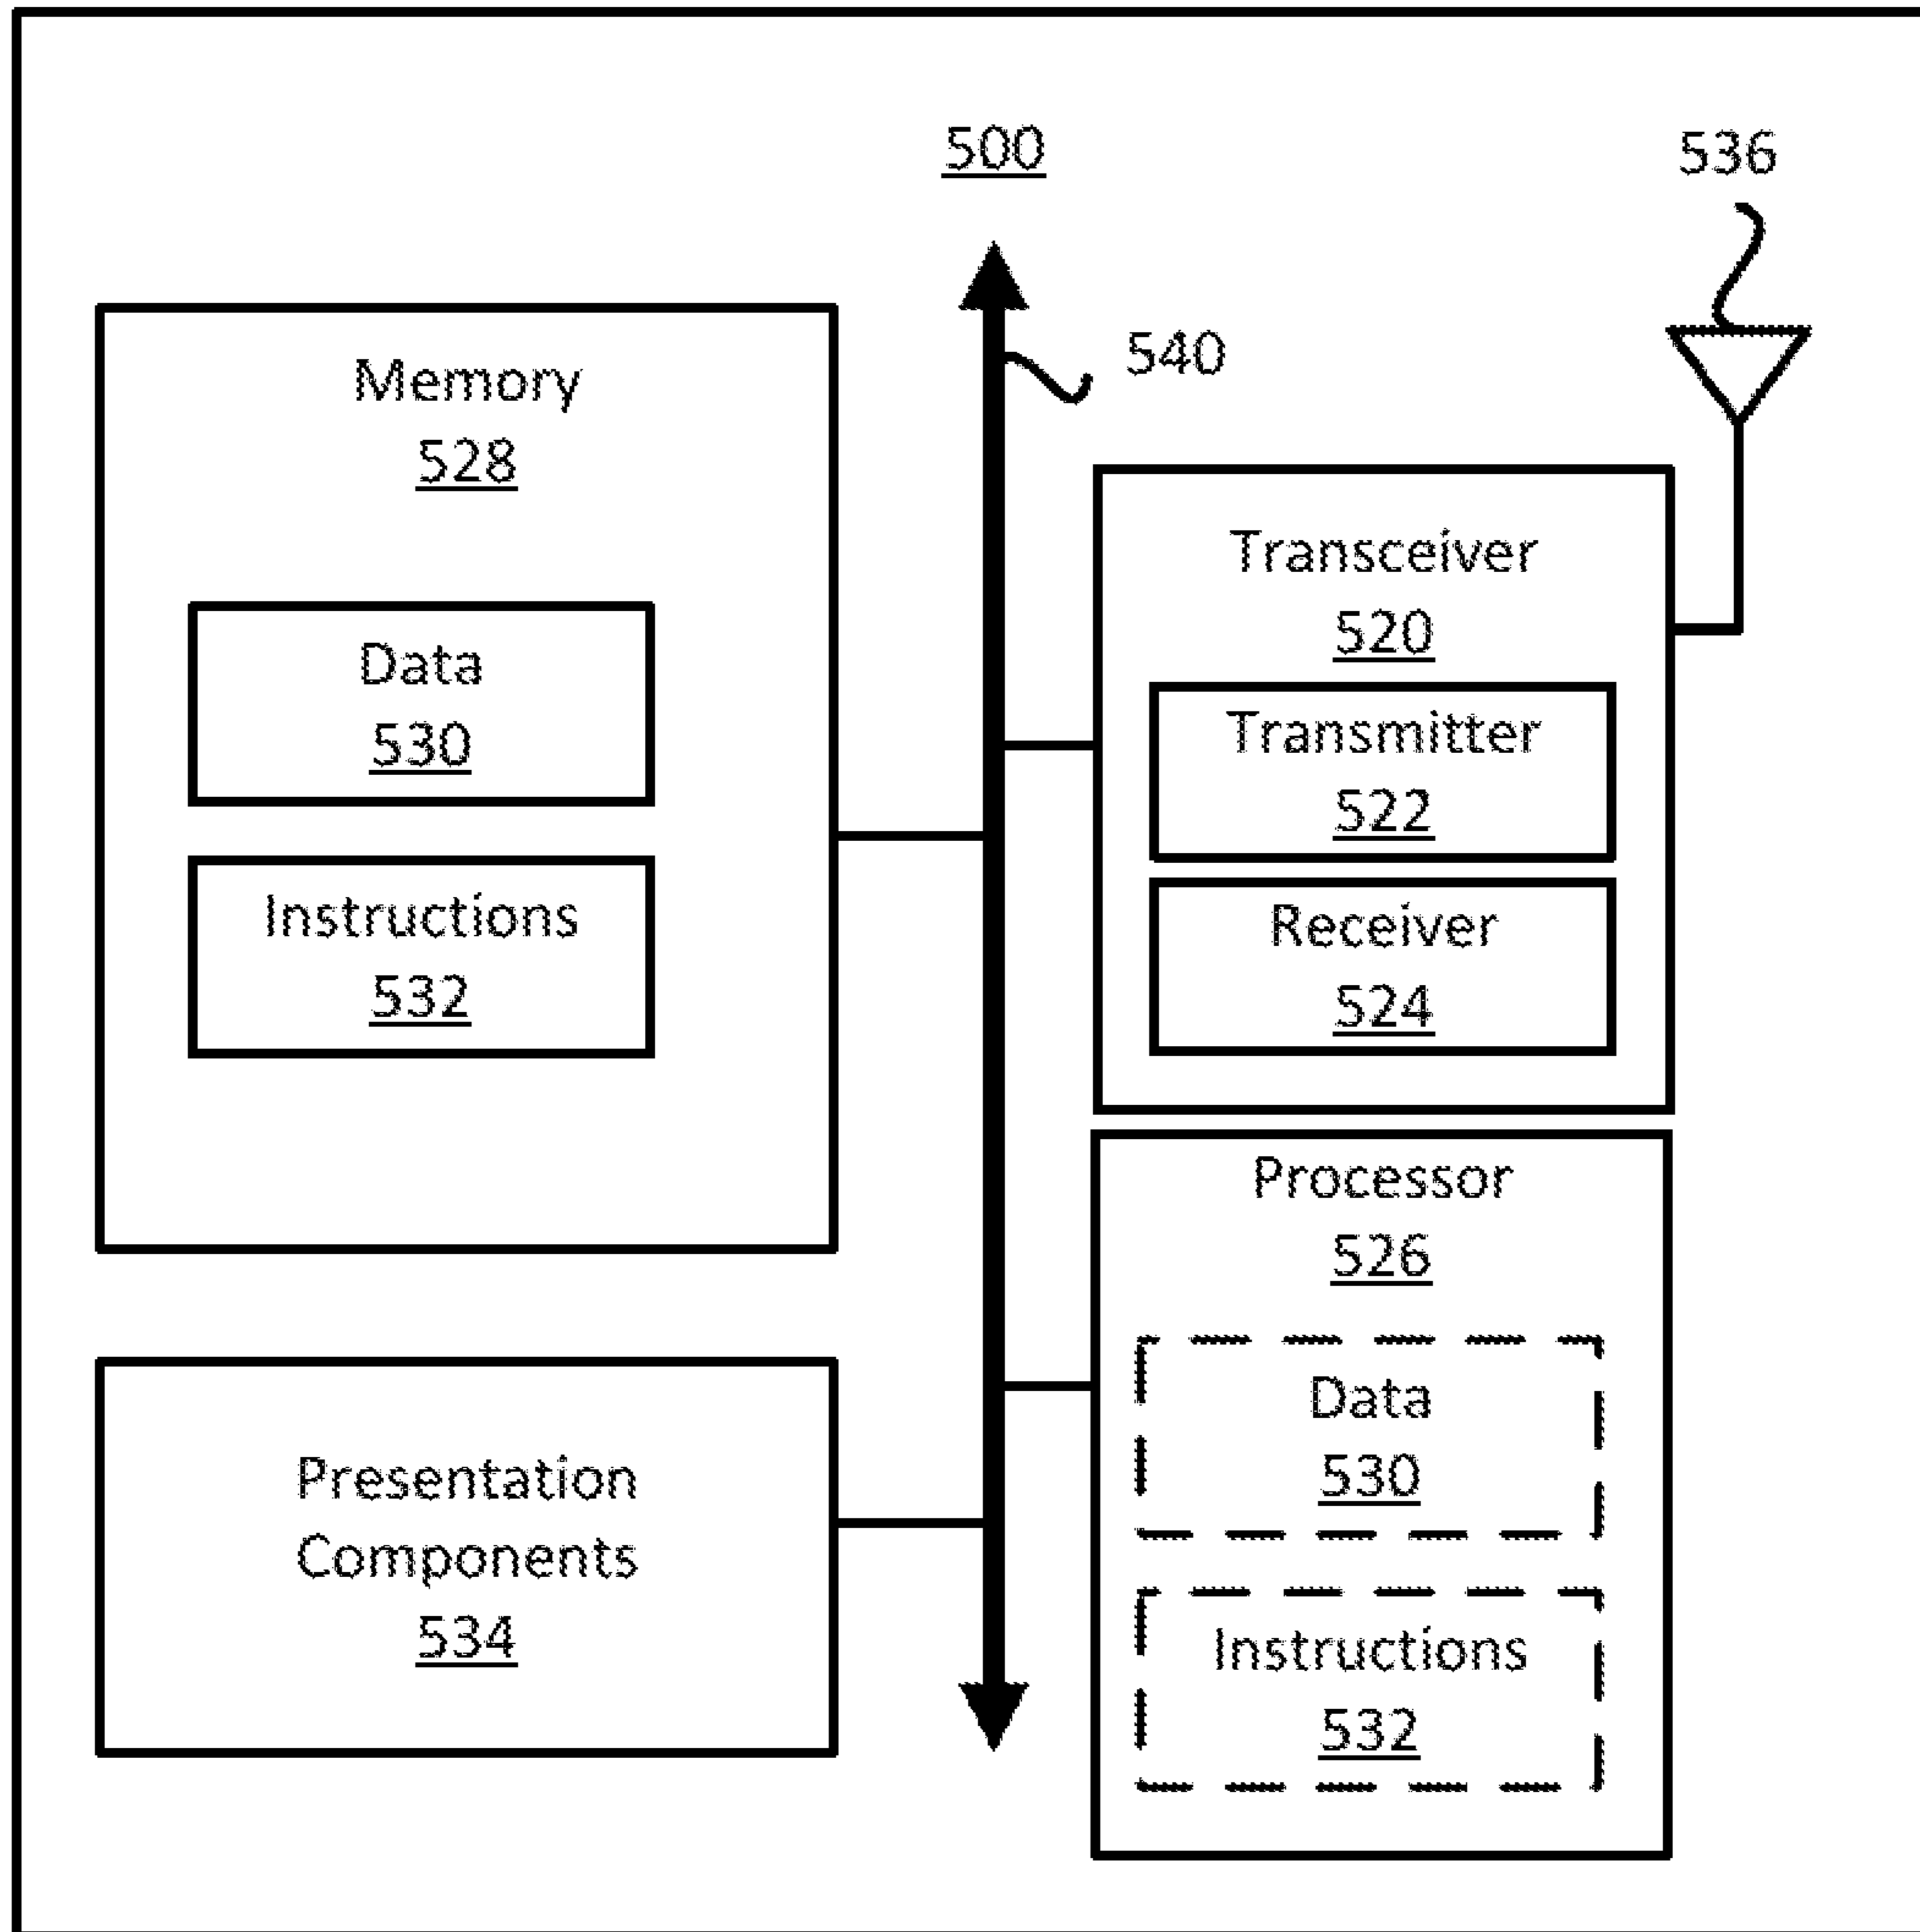 500
536
540
Memory
528
Data
530
Instructions
532
Transceiver
520
Transmitter
522
Receiver
524
Processor
526
Data
530
Instructions
532
Presentation
Components
534